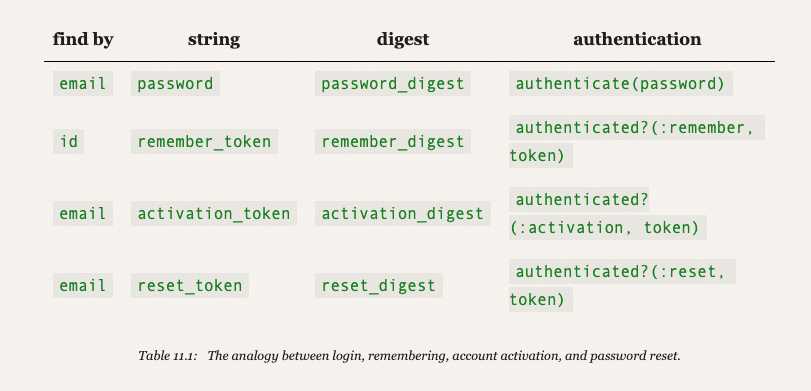 find by string digest authentication
email password password_digest authenticate(password)
id remember_token remember_digest authenticated?(:remember,
token)
email activation_token activation_digest authenticated?
(:activation, token)
email reset_token reset_digest authenticated?(:reset,
token)
Table 11.1: The analogy between login, remembering, account activation, and password reset.